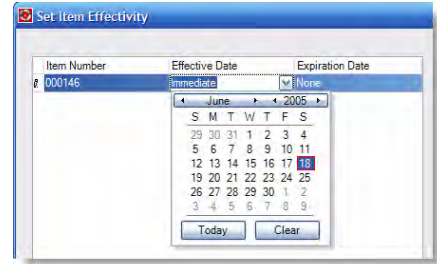 Set Item Effectivity
Item Number Effective Date Expiration Date
000146 Immediate None
June 2005
S M T W T F S
29 30 31 1 2 3 4
5 6 7 8 9 10 11
12 13 14 15 16 17 18
19 20 21 22 23 24 25
26 27 28 29 30 1 2
3 4 5 6 7 8 9
Today Clear